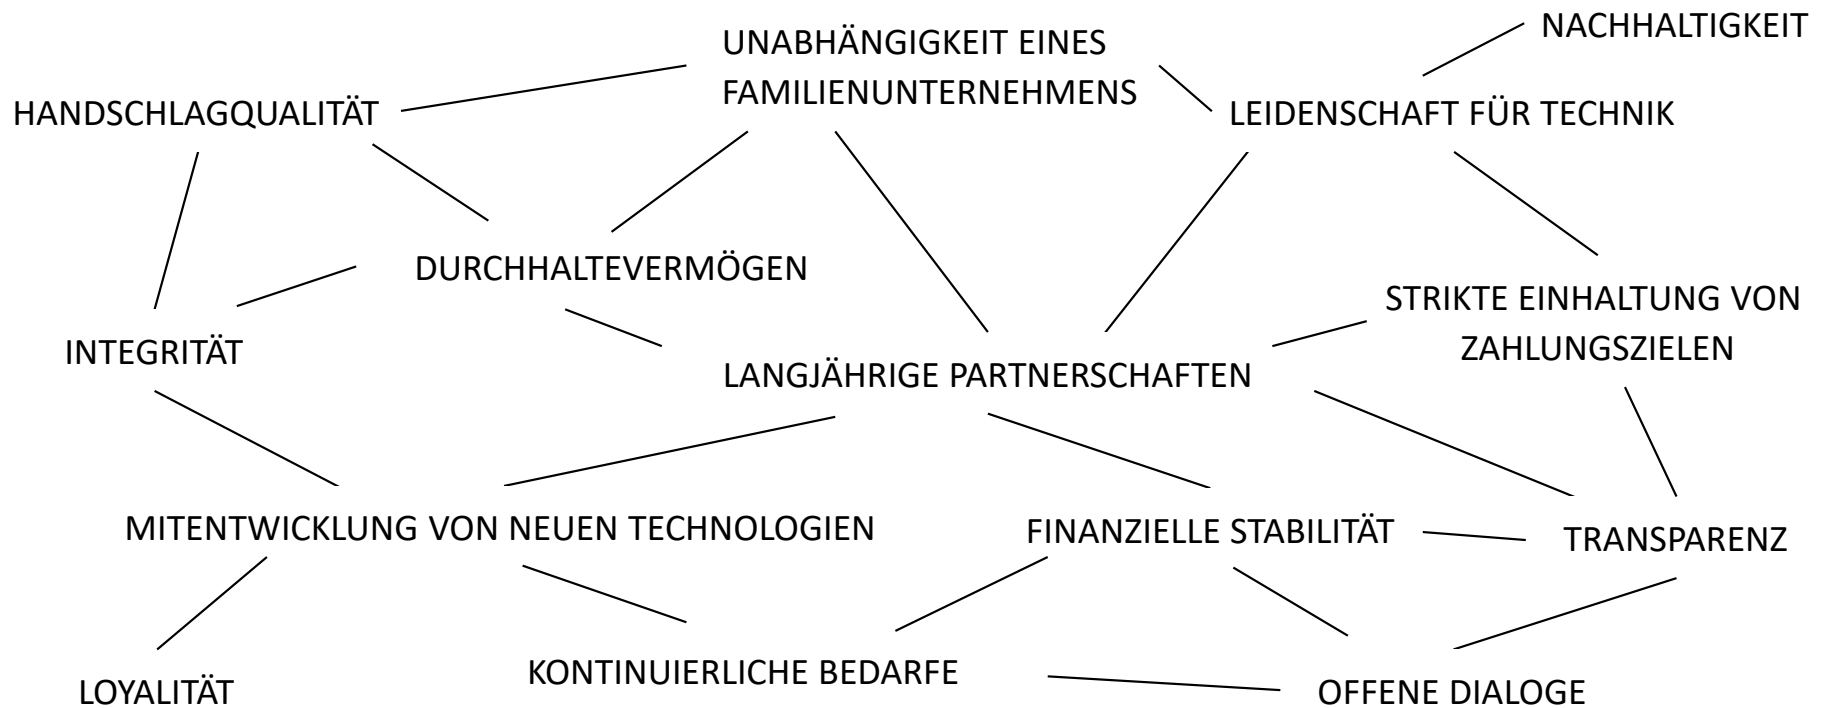 NACHHALTIGKEIT
UNABHÄNGIGKEIT EINES
FAMILIENUNTERNEHMENS
HANDSCHLAGQUALITÄT
LEIDENSCHAFT FÜR TECHNIK
DURCHHALTEVERMÖGEN
STRIKTE EINHALTUNG VON
ZAHLUNGSZIELEN
INTEGRITÄT
LANGJÄHRIGE PARTNERSCHAFTEN
MITENTWICKLUNG VON NEUEN TECHNOLOGIEN
FINANZIELLE STABILITÄT
TRANSPARENZ
KONTINUIERLICHE BEDARFE
LOYALITÄT
OFFENE DIALOGE